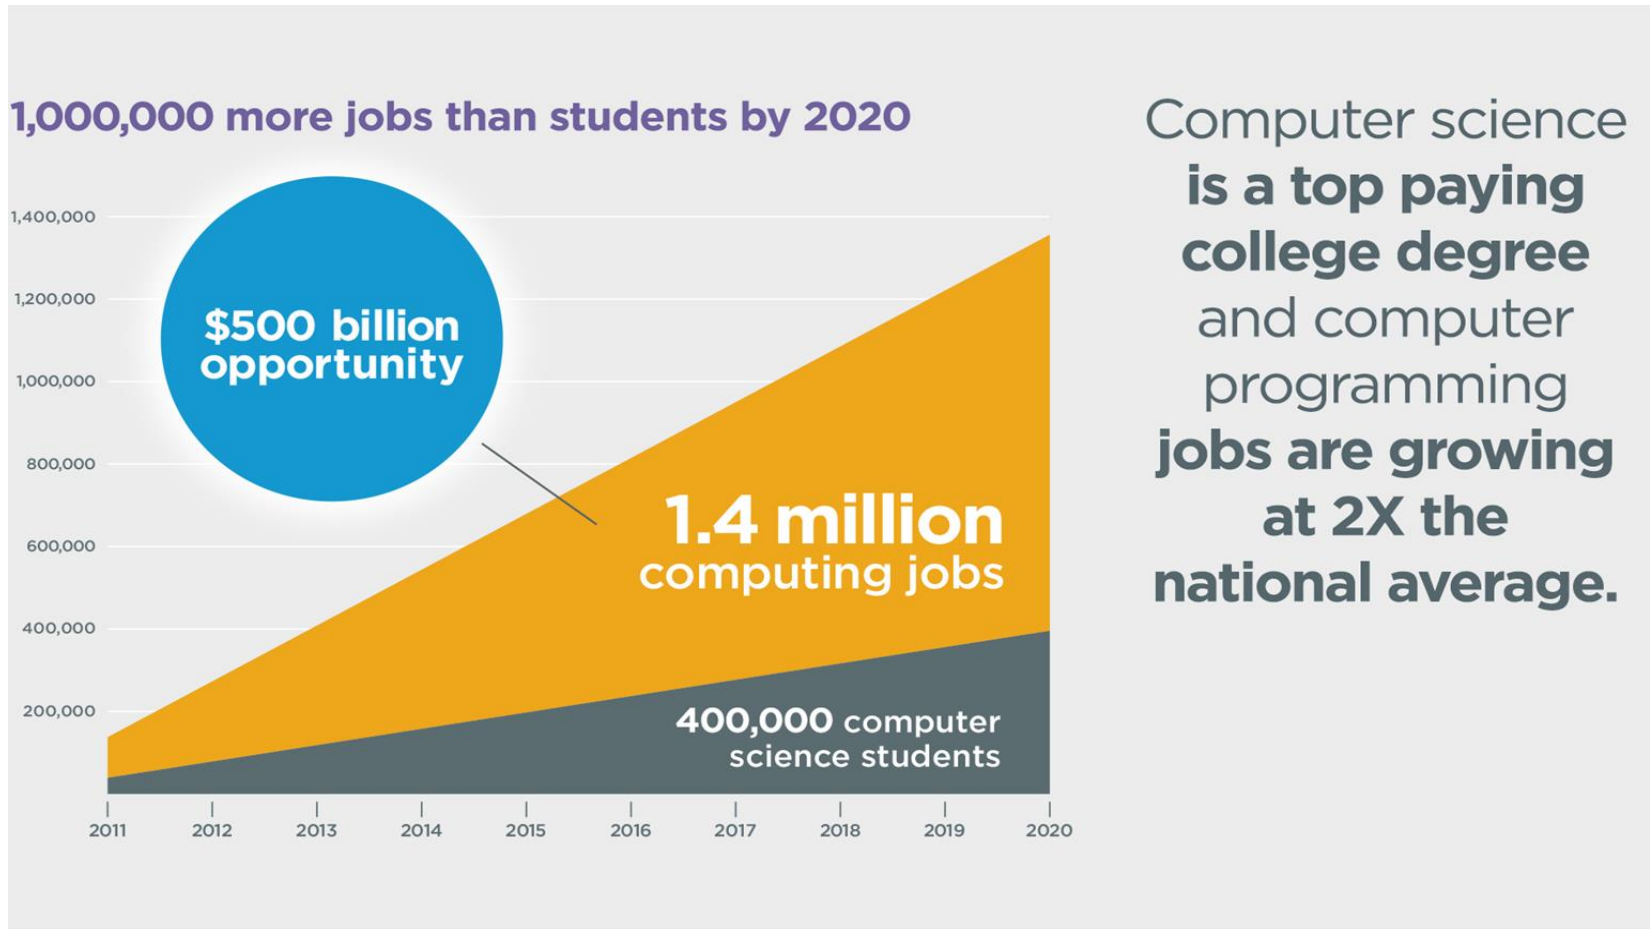 1,000,000 more jobs than students by 2020
1,400,000
1,200,000
1,000,000
800,000
600,000
400,000
200,000
$500 billion
opportunity
1.4 million
computing jobs
400,000 computer
science students
2011 2012 2013 2014 2015 2016 2017 2018 2019 2020
Computer science
is a top paying
college degree
and computer
programming
jobs are growing
at 2X the
national average.